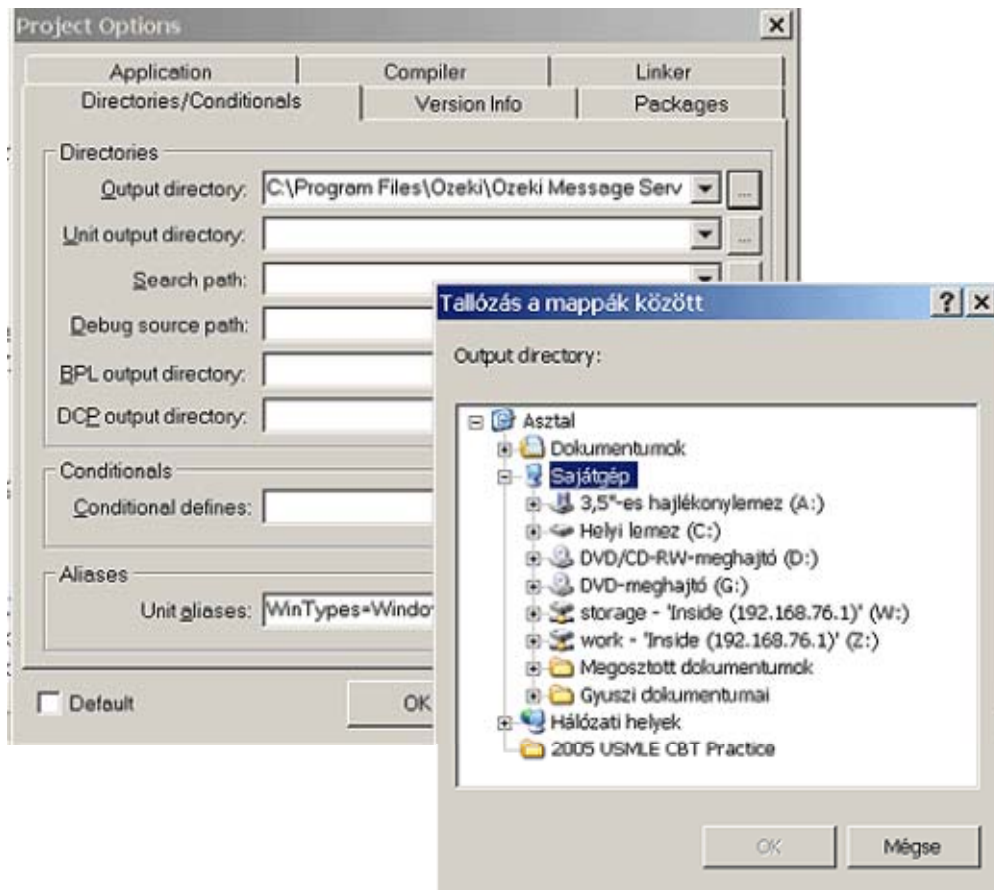 Project Options
Application Compiler Linker
Directories/Conditionals Version Info Packages
Directories
Output directory: C:\Program Files\Ozeki\Ozeki Message Serv ...
Unit output directory: ...
Search path:
Debug source path:
BPL output directory:
DCP output directory:
Conditionals
Conditional defines:
Aliases
Unit aliases: WinTypes=Windo
Default OK
Tallózás a mappák között
Output directory:
Asztal
Dokumentumok
Sajátgép
3,5"-es hajlékonylemez (A:)
Helyi lemez (C:)
DVD/CD-RW-meghajtó (D:)
DVD-meghajtó (G:)
storage - 'Inside (192.168.76.1)' (W:)
work - 'Inside (192.168.76.1)' (Z:)
Megosztott dokumentumok
Gyuszi dokumentumai
Hálózati helyek
2005 USMLE CBT Practice
OK Mégse